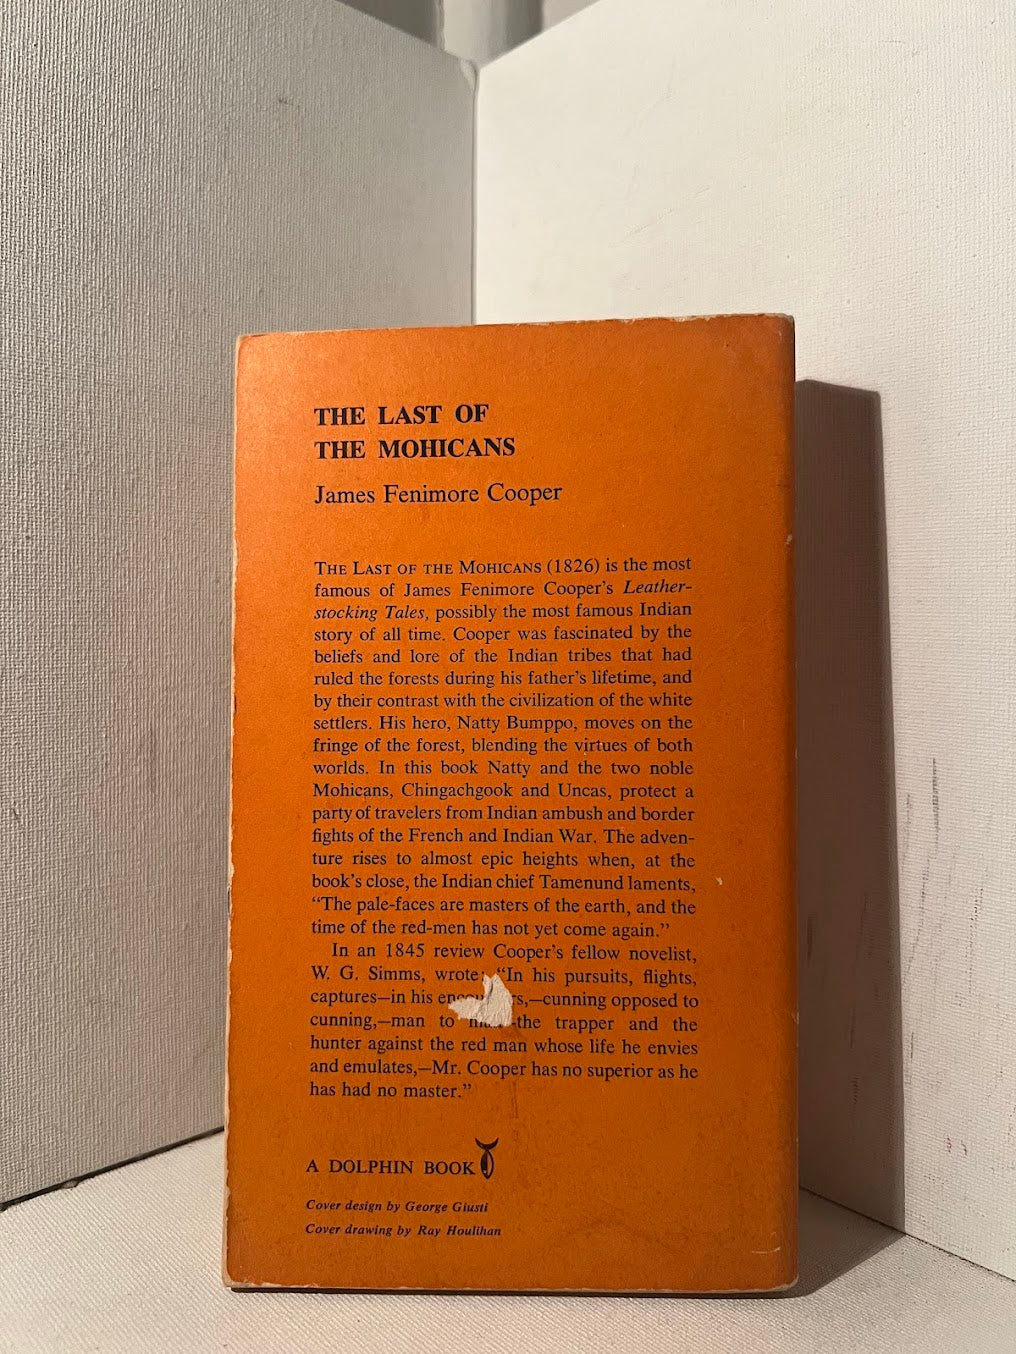 THE LAST OF
THE MOHICANS
James Fenimore Cooper
THE LAST OF THE MOHICANS (1826) is the most
famous of James Fenimore Cooper's Leather-
stocking Tales, possibly the most famous Indian
story of all time. Cooper was fascinated by the
beliefs and lore of the Indian tribes that had
ruled the forests during his father's lifetime, and
by their contrast with the civilization of the white
settlers. His hero, Natty Bumppo, moves on the
fringe of the forest, blending the virtues of both
worlds. In this book Natty and the two noble
Mohicans, Chingachgook and Uncas, protect a
party of travelers from Indian ambush and border
fights of the French and Indian War. The adven-
ture rises to almost epic heights when, at the
book's close, the Indian chief Tamenund laments,
“The pale-faces are masters of the earth, and the
time of the red-men has not yet come again.”
In an 1845 review Cooper's fellow novelist,
W. G. Simms, wrote: “In his pursuits, flights,
captures—in his cunning opposed to
cunning,—man to the trapper and the
hunter against the red man whose life he envies
and emulates,—Mr. Cooper has no superior as he
has had no master.”
A DOLPHIN BOOK
Cover design by George Giusti
Cover drawing by Ray Houlihan